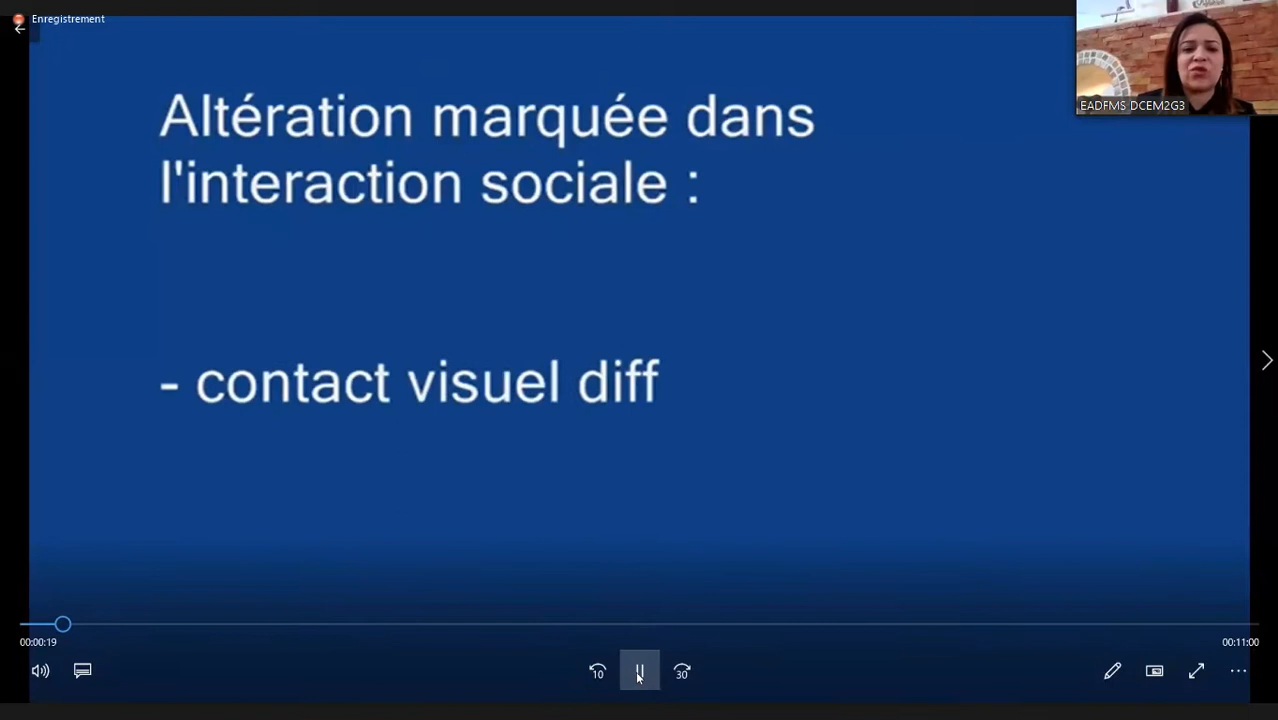 Enregistrement
EADFMS DCEM2G3
Altération marquée dans
l'interaction sociale :
- contact visuel diff
00:00:19
00:11:00
10
30